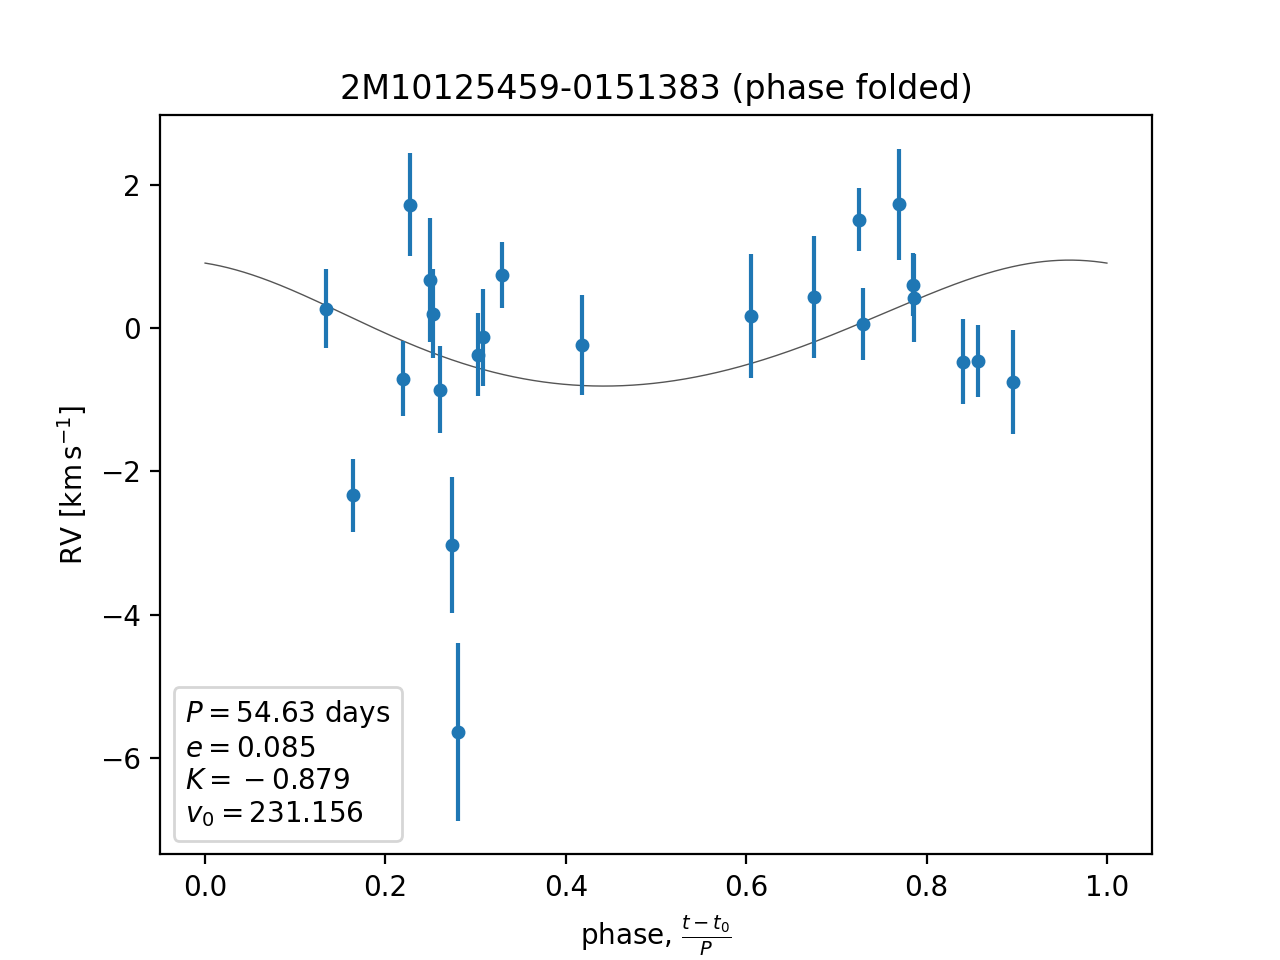 2M10125459-0151383 (phase folded)
2
0
−2
−4
−6
RV [km s⁻¹]
P = 54.63 days
e = 0.085
K = −0.879
v₀ = 231.156
0.0 0.2 0.4 0.6 0.8 1.0
phase, (t − t₀)/P